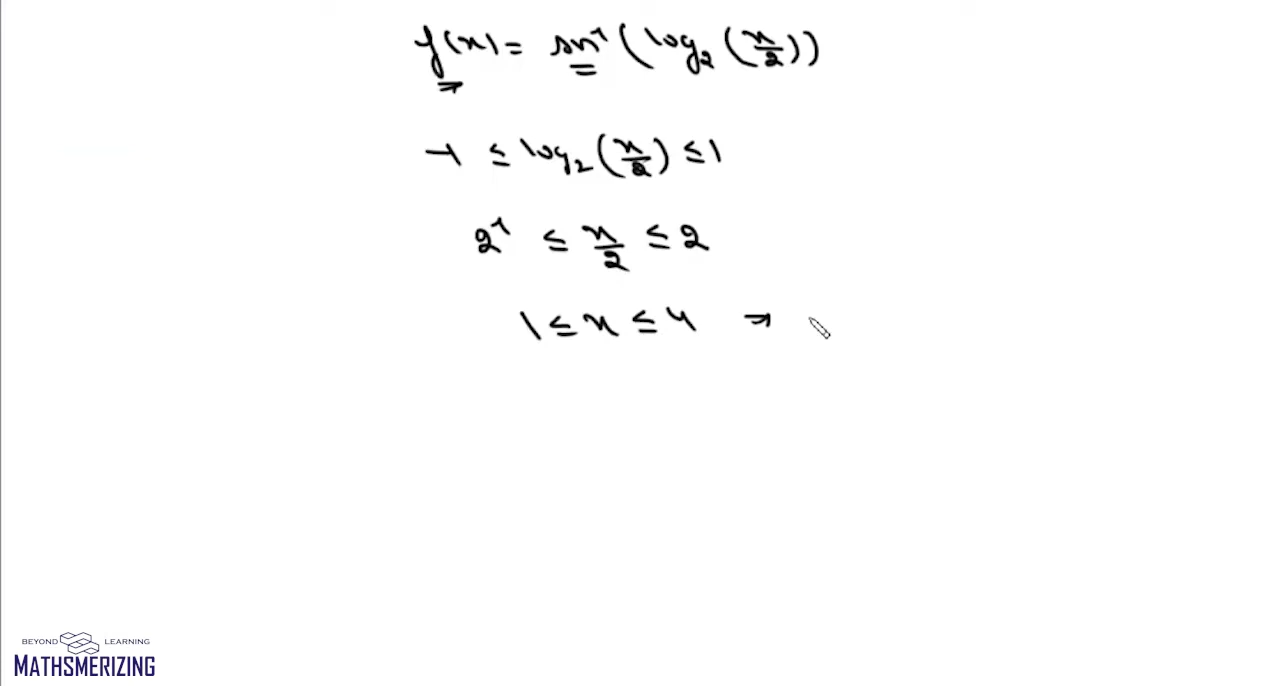 f(x) = sin⁻¹(log₂(x/2))
-1 ≤ log₂(x/2) ≤ 1
2⁻¹ ≤ x/2 ≤ 2
1 ≤ x ≤ 4 ⇒
BEYOND LEARNING
MATHSMERIZING